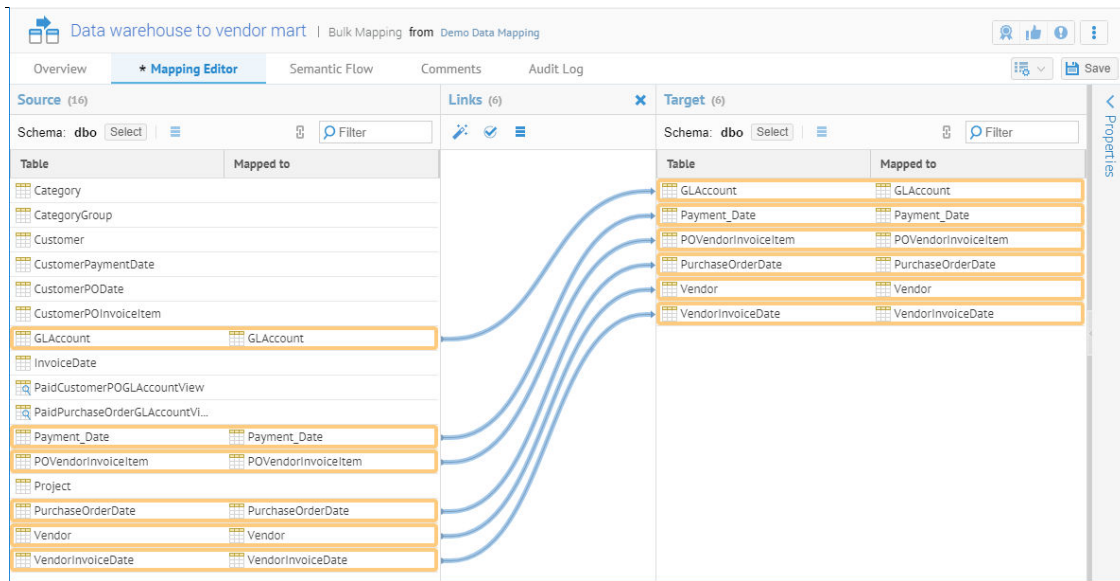 Data warehouse to vendor mart | Bulk Mapping from Demo Data Mapping
Overview * Mapping Editor Semantic Flow Comments Audit Log Save
Source (16) Links (6) Target (6)
Schema: dbo Select Filter Schema: dbo Select Filter
Table Mapped to Table Mapped to
Properties
Category GLAccount GLAccount
CategoryGroup Payment_Date Payment_Date
Customer POVendorInvoiceItem POVendorInvoiceItem
CustomerPaymentDate PurchaseOrderDate PurchaseOrderDate
CustomerPODate Vendor Vendor
CustomerPOInvoiceItem VendorInvoiceDate VendorInvoiceDate
GLAccount GLAccount
InvoiceDate
PaidCustomerPOGLAccountView
PaidPurchaseOrderGLAccountVi...
Payment_Date Payment_Date
POVendorInvoiceItem POVendorInvoiceItem
Project
PurchaseOrderDate PurchaseOrderDate
Vendor Vendor
VendorInvoiceDate VendorInvoiceDate